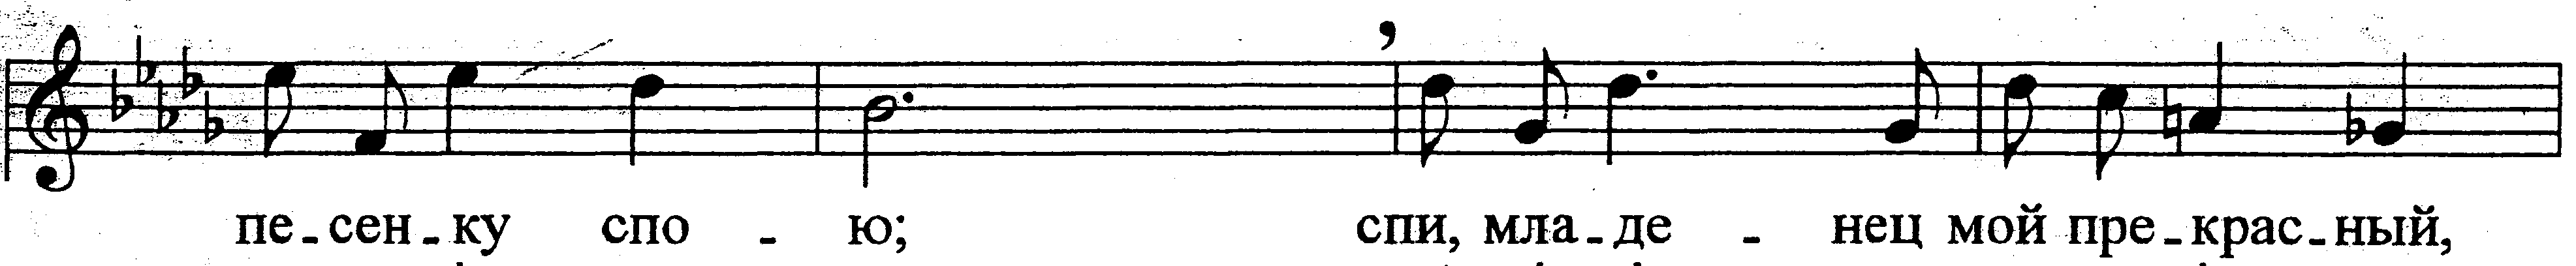 пе-сен-ку спо - ю; спи, мла-де - нец мой пре-крас-ный,